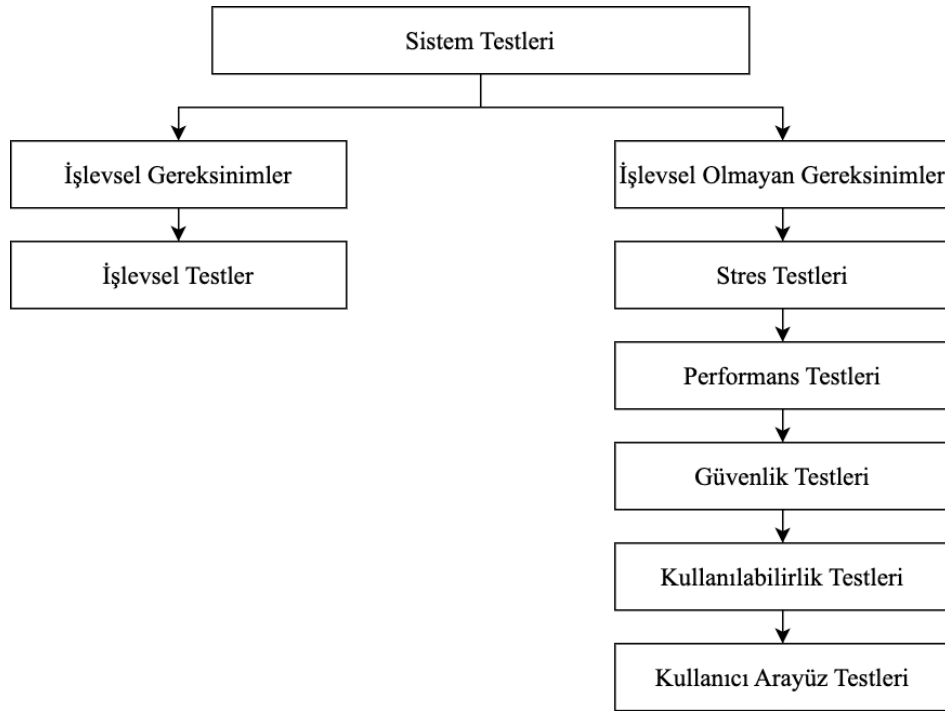 Sistem Testleri
İşlevsel Gereksinimler
İşlevsel Testler
İşlevsel Olmayan Gereksinimler
Stres Testleri
Performans Testleri
Güvenlik Testleri
Kullanılabilirlik Testleri
Kullanıcı Arayüz Testleri